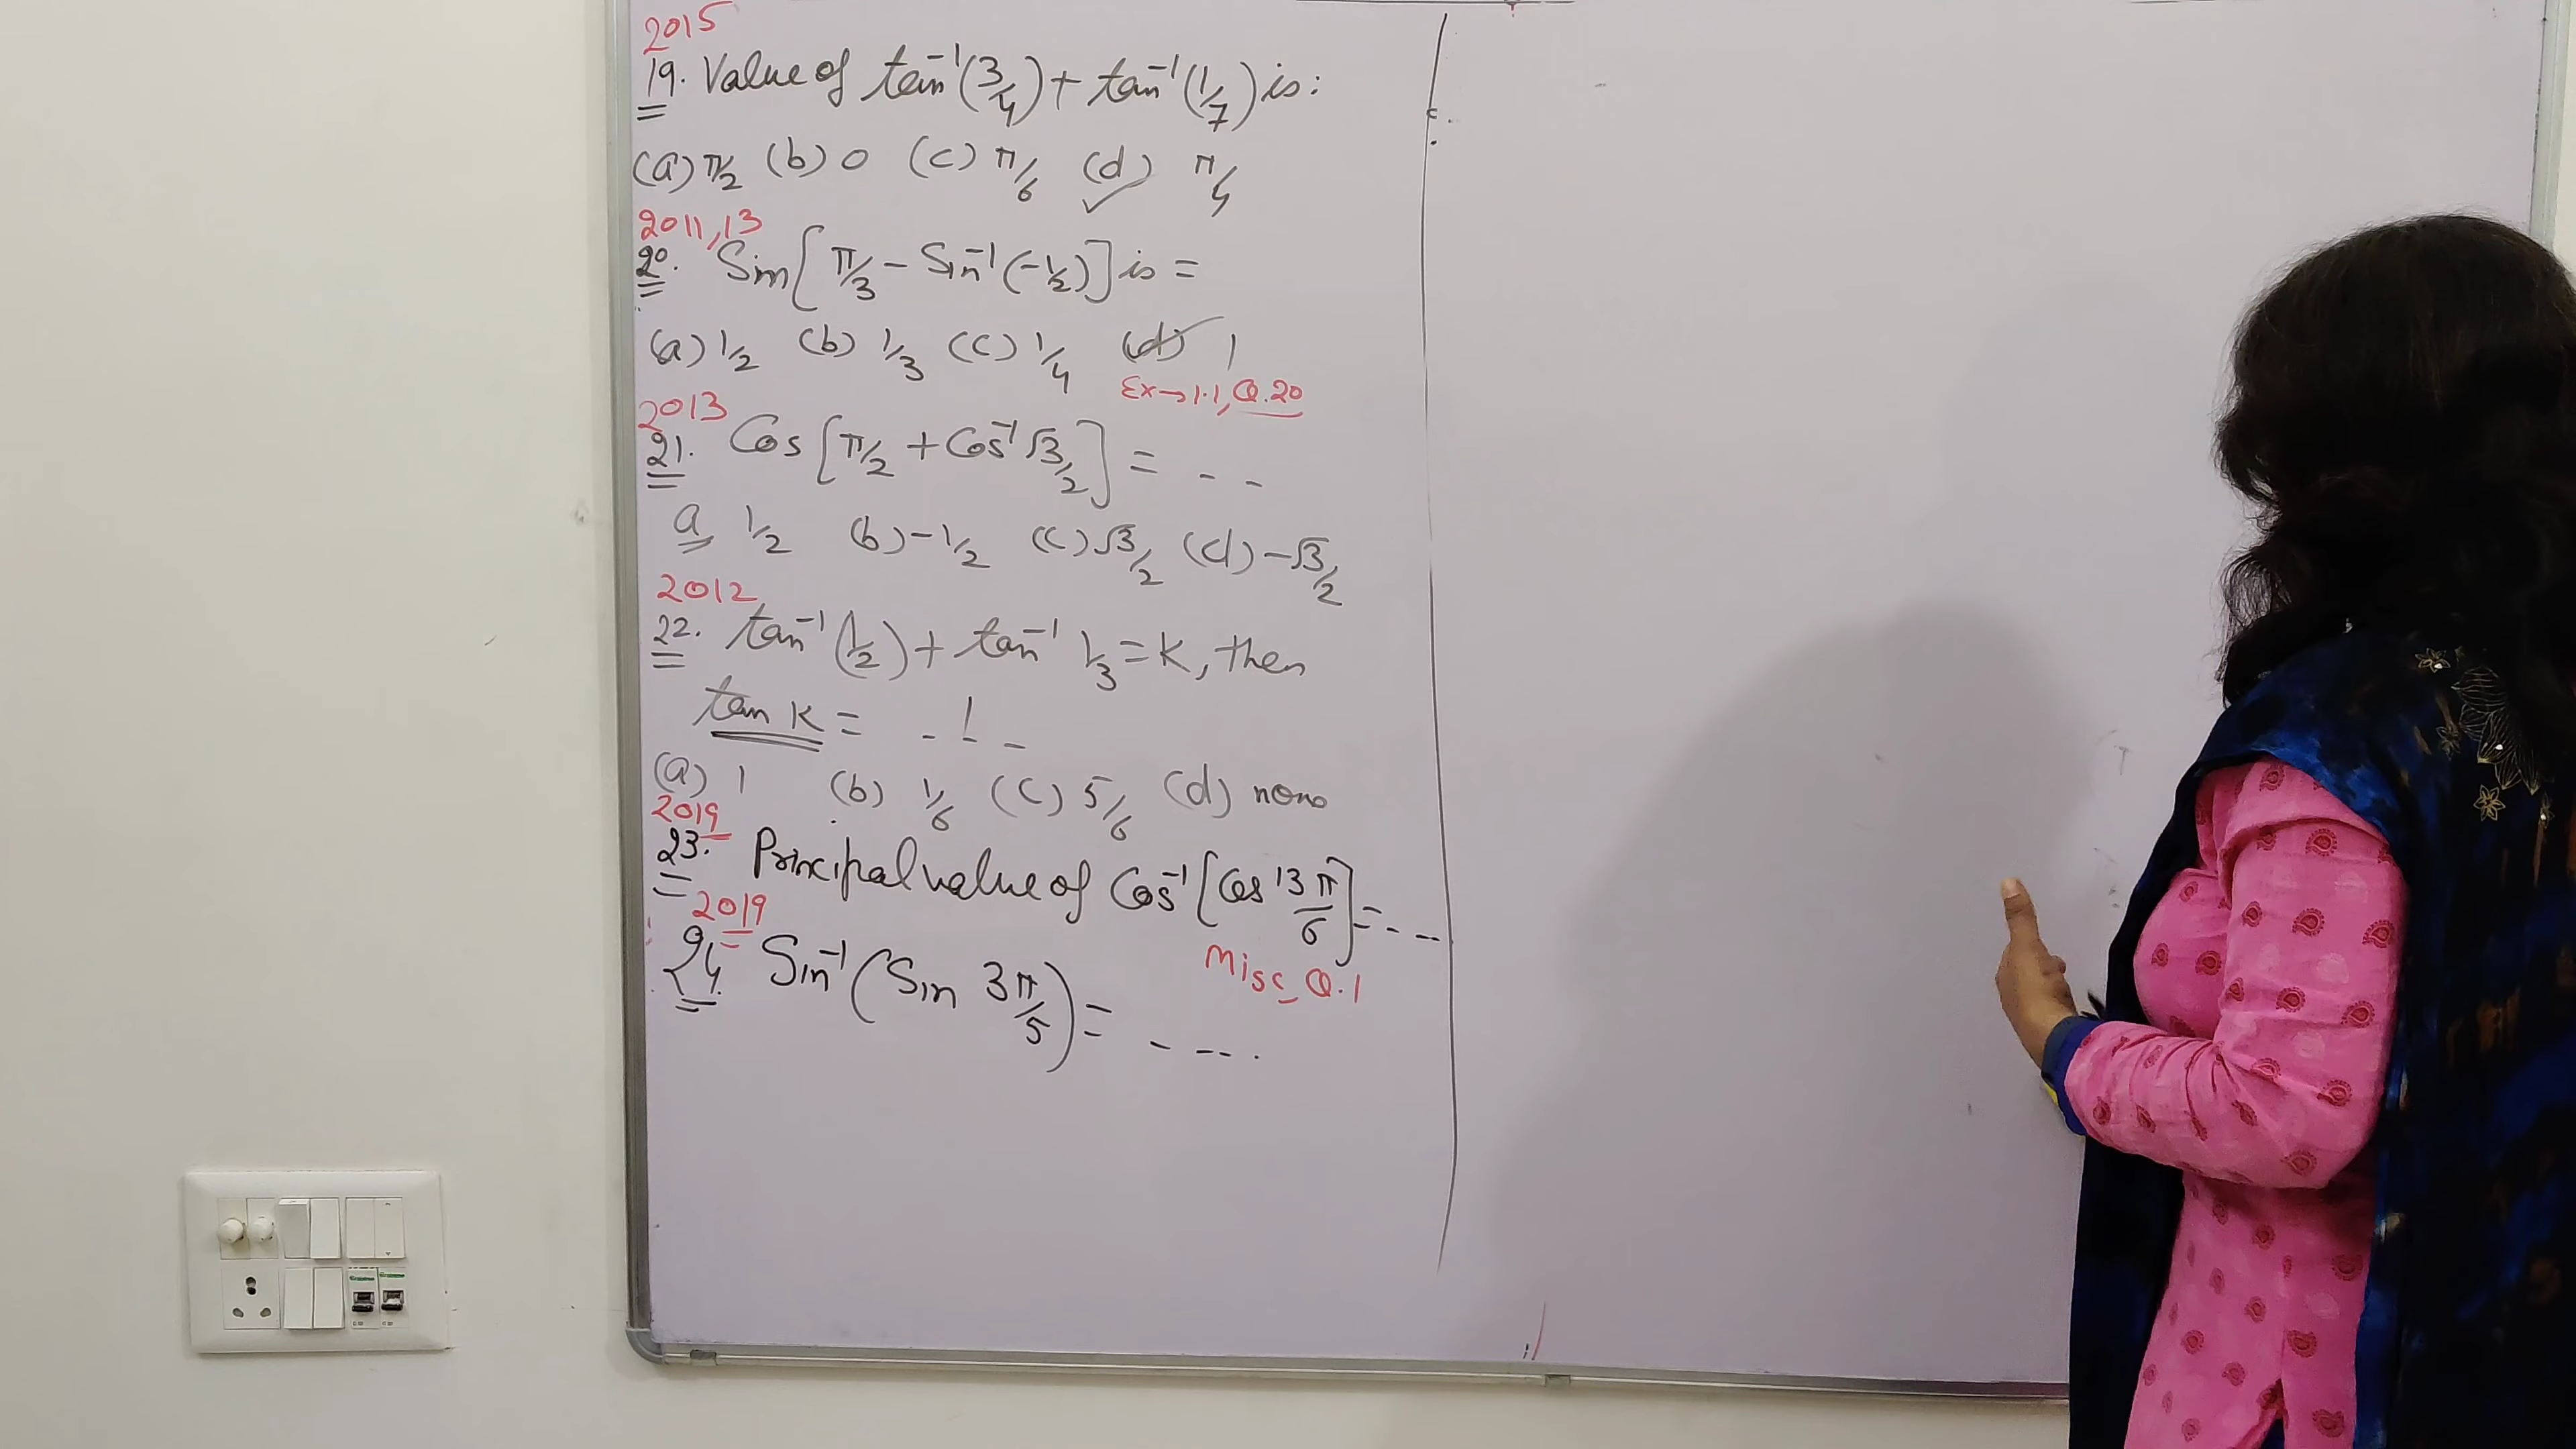 2015
19. Value of tan⁻¹(3/4) + tan⁻¹(1/7) is:
(a) π/2 (b) 0 (c) π/6 (d) ✓ π/4
2011,13
20. Sin[π/3 - Sin⁻¹(-1/2)] is =
(a) 1/2 (b) 1/3 (c) 1/4 (d) ✓ 1
Ex→1.1, Q.20
2013
21. Cos[π/2 + Cos⁻¹ √3/2] = - -
a 1/2 (b) -1/2 (c) √3/2 (d) -√3/2
2012
22. tan⁻¹(1/2) + tan⁻¹ 1/3 = K, then
tan K = - 1 -
(a) 1 (b) 1/6 (c) 5/6 (d) none
2019
23. Principal value of Cos⁻¹[Cos 13π/6] = - --
Misc Q.1
2019
24. Sin⁻¹(Sin 3π/5) = - -- .